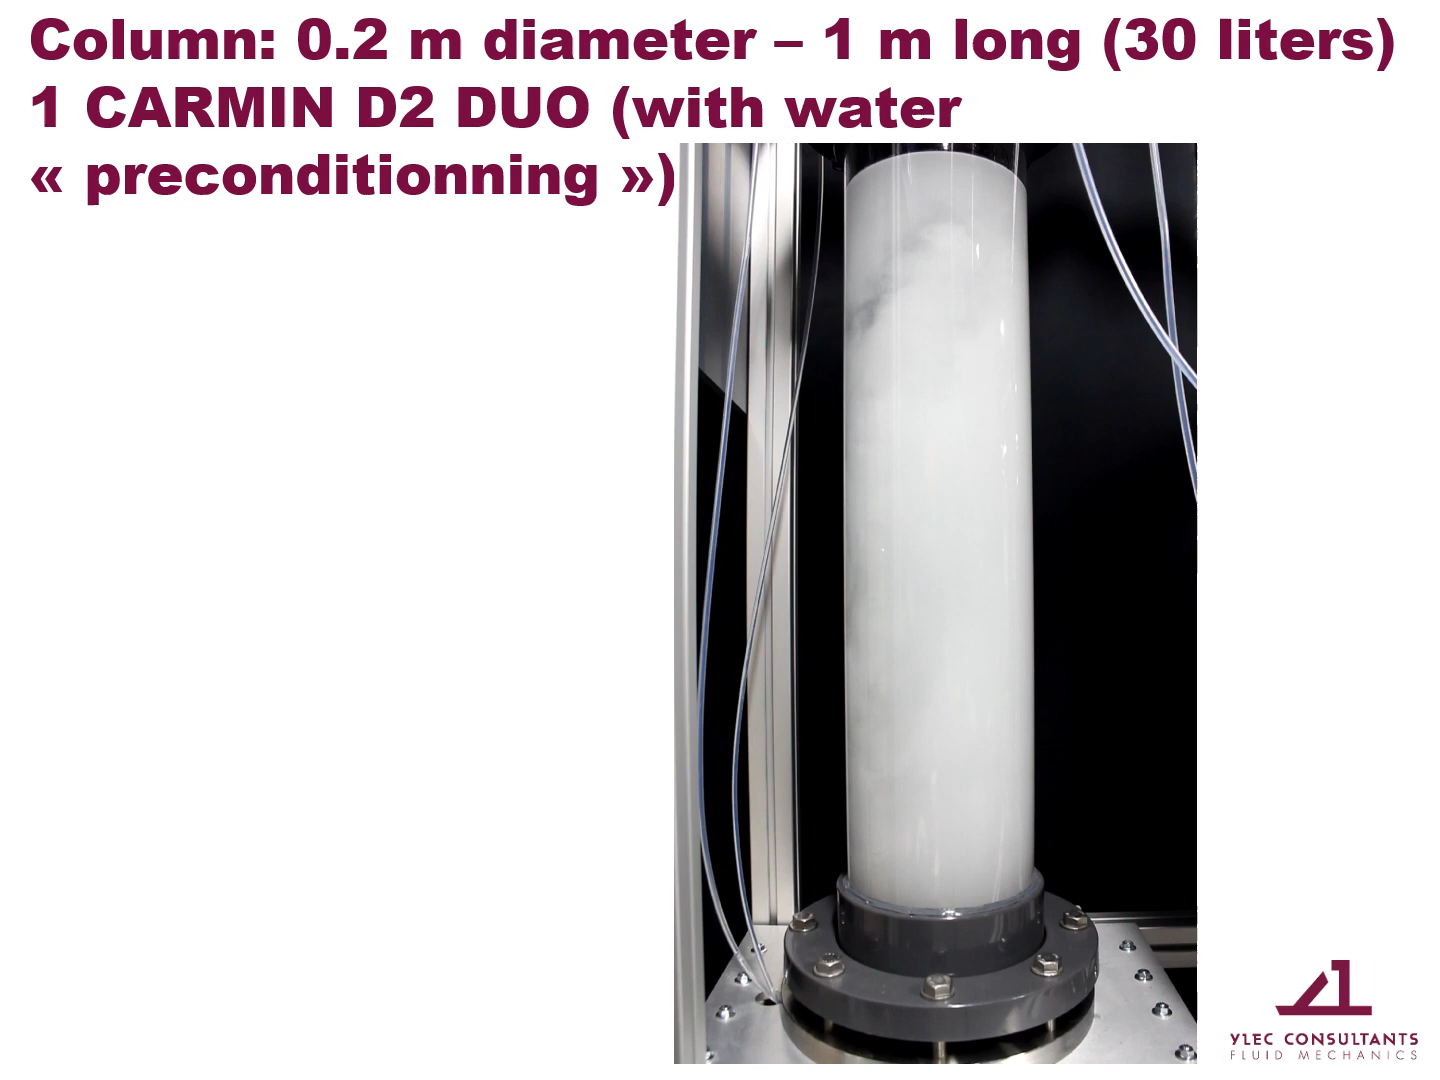 Column: 0.2 m diameter – 1 m long (30 liters)
1 CARMIN D2 DUO (with water
« preconditionning »)
YLEC CONSULTANTS
FLUID MECHANICS